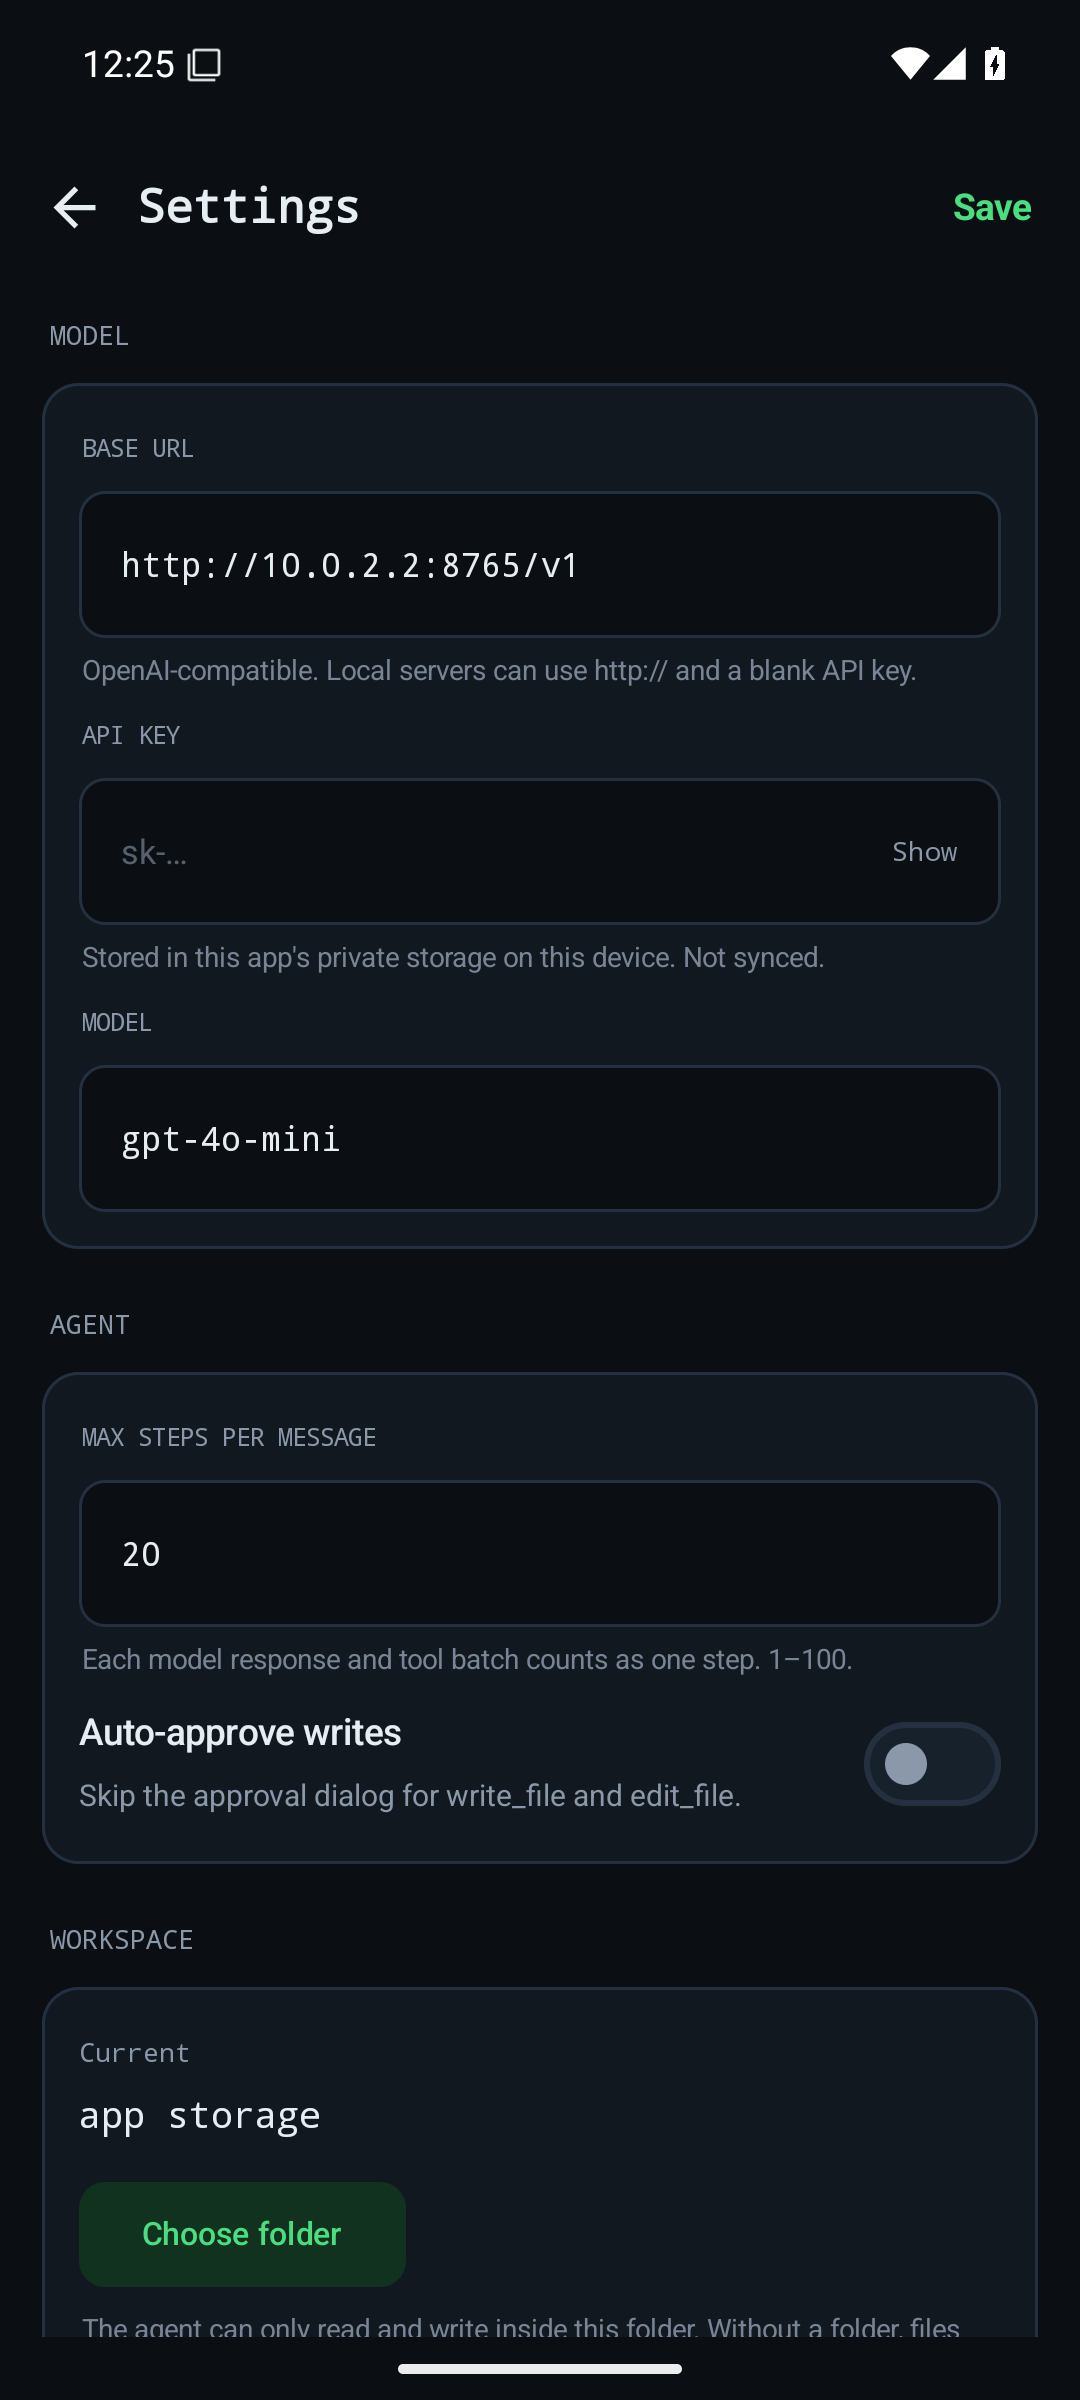 12:25
Settings
Save
MODEL
BASE URL
http://10.0.2.2:8765/v1
OpenAI-compatible. Local servers can use http:// and a blank API key.
API KEY
sk-...
Show
Stored in this app's private storage on this device. Not synced.
MODEL
gpt-4o-mini
AGENT
MAX STEPS PER MESSAGE
20
Each model response and tool batch counts as one step. 1–100.
Auto-approve writes
Skip the approval dialog for write_file and edit_file.
WORKSPACE
Current
app storage
Choose folder
The agent can only read and write inside this folder. Without a folder, files